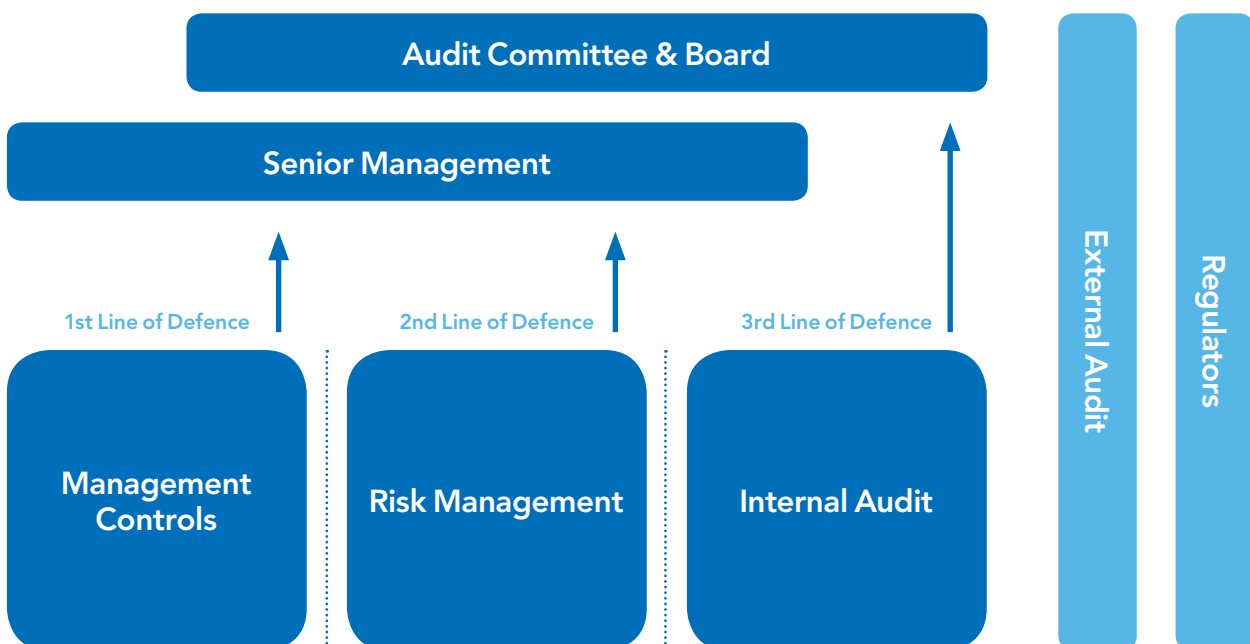 Audit Committee & Board
Senior Management
1st Line of Defence
2nd Line of Defence
3rd Line of Defence
Management
Controls
Risk Management
Internal Audit
External Audit
Regulators